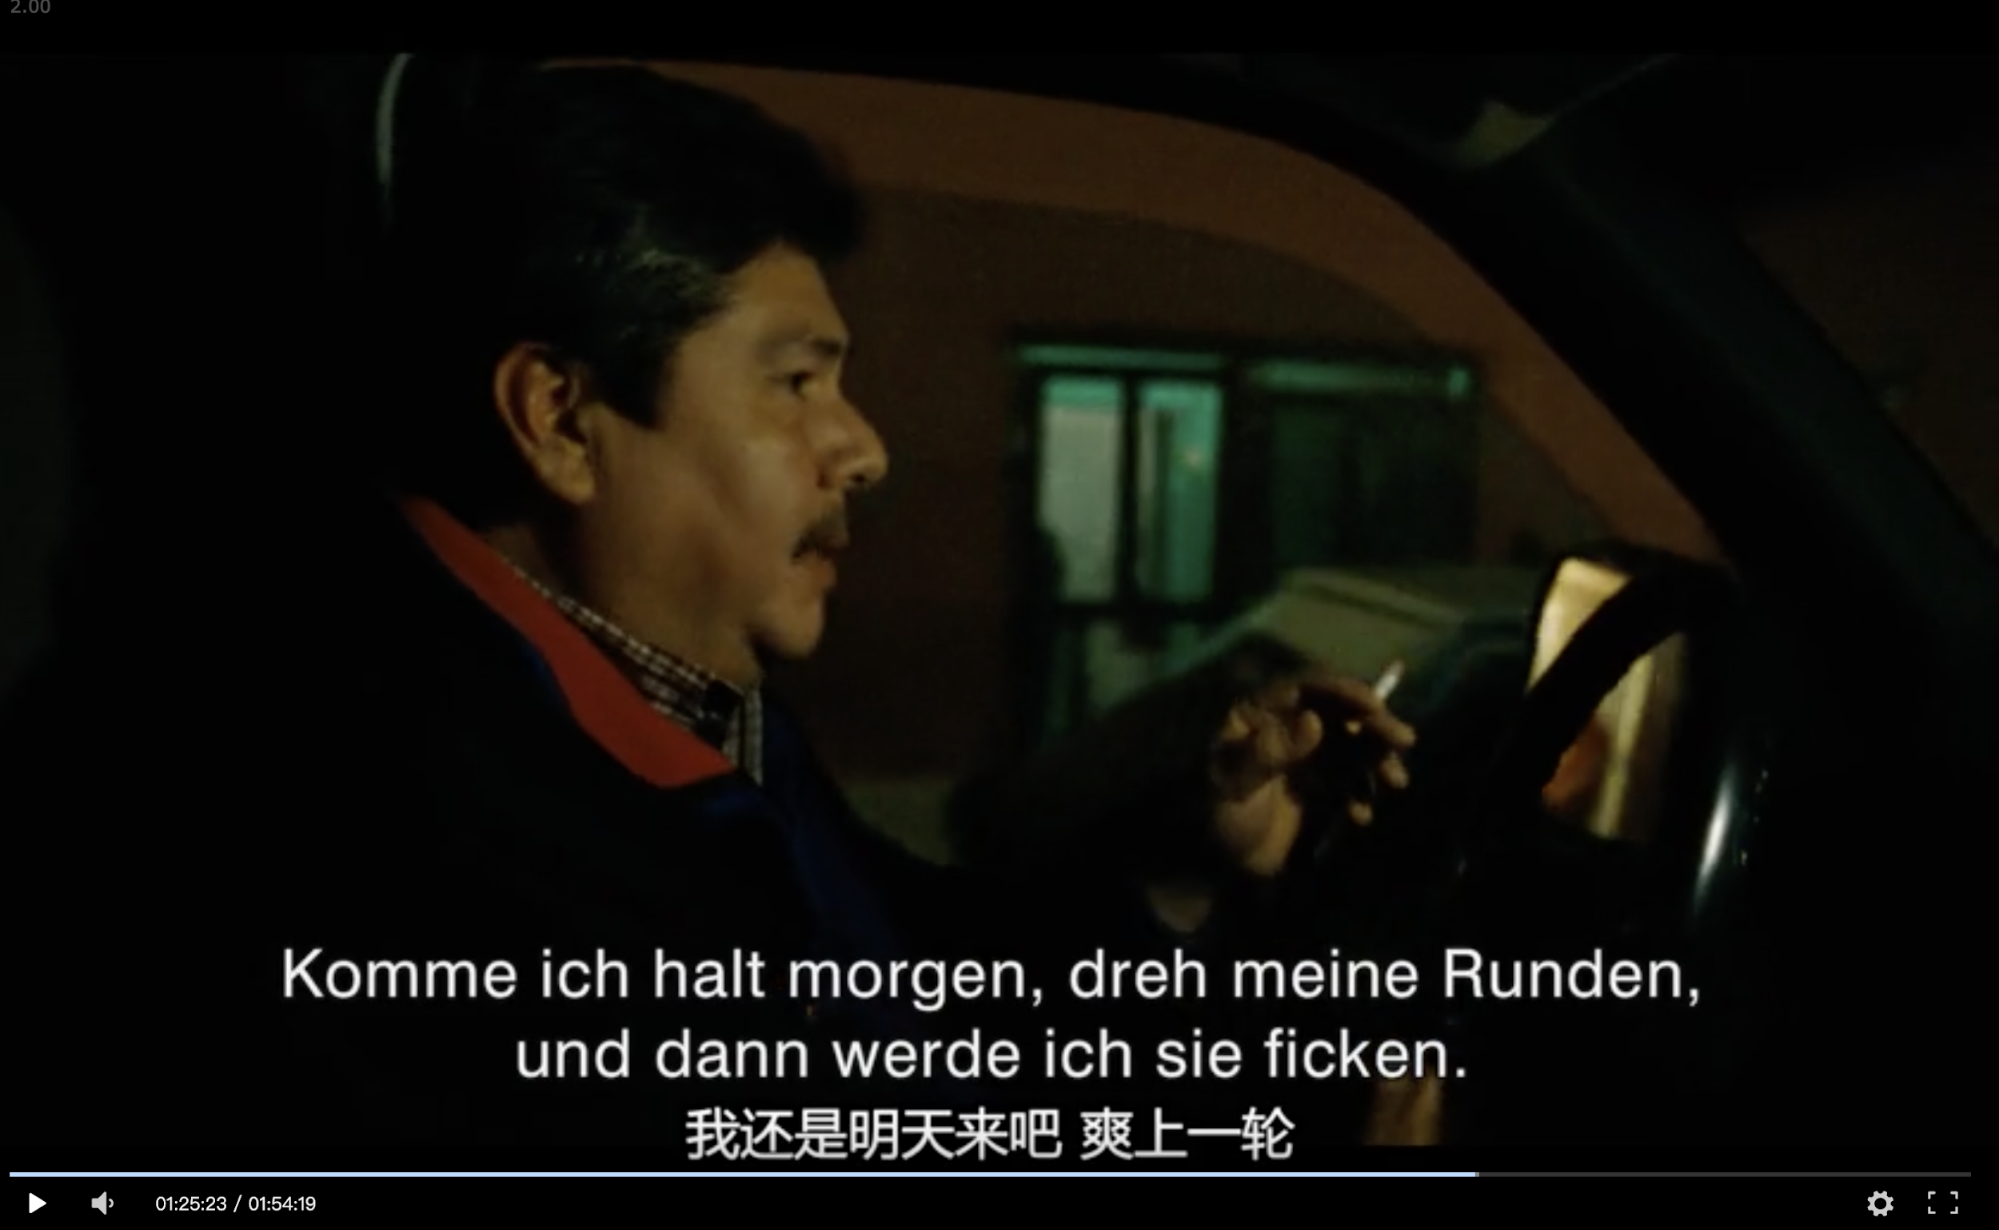 2.00
Komme ich halt morgen, dreh meine Runden,
und dann werde ich sie ficken.
我还是明天来吧 爽上一轮
01:25:23 / 01:54:19